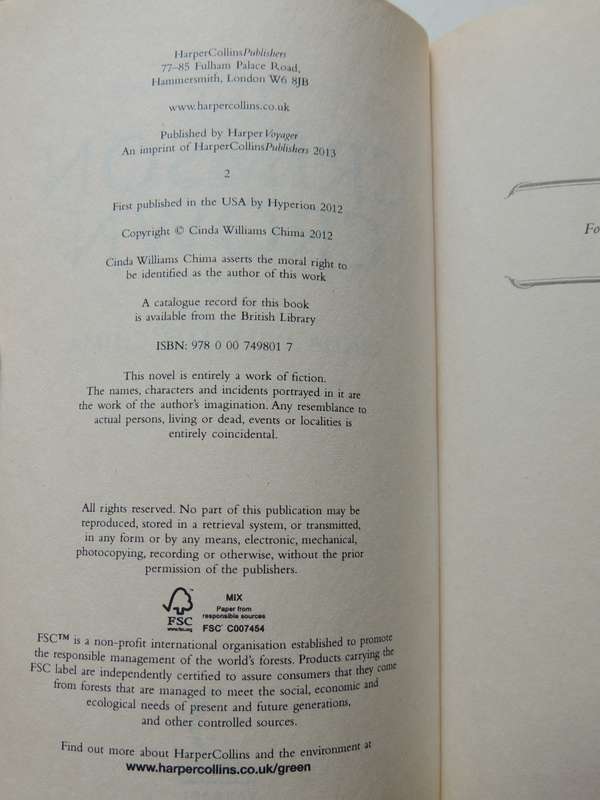 HarperCollinsPublishers
77–85 Fulham Palace Road,
Hammersmith, London W6 8JB
www.harpercollins.co.uk
Published by Harper Voyager
An imprint of HarperCollinsPublishers 2013
2
First published in the USA by Hyperion 2012
Copyright © Cinda Williams Chima 2012
Cinda Williams Chima asserts the moral right to
be identified as the author of this work
A catalogue record for this book
is available from the British Library
ISBN: 978 0 00 749801 7
This novel is entirely a work of fiction.
The names, characters and incidents portrayed in it are
the work of the author's imagination. Any resemblance to
actual persons, living or dead, events or localities is
entirely coincidental.
All rights reserved. No part of this publication may be
reproduced, stored in a retrieval system, or transmitted,
in any form or by any means, electronic, mechanical,
photocopying, recording or otherwise, without the prior
permission of the publishers.
MIX
Paper from
responsible sources
FSC
www.fsc.org
FSC® C007454
FSC™ is a non-profit international organisation established to promote
the responsible management of the world's forests. Products carrying the
FSC label are independently certified to assure consumers that they come
from forests that are managed to meet the social, economic and
ecological needs of present and future generations,
and other controlled sources.
Find out more about HarperCollins and the environment at
www.harpercollins.co.uk/green